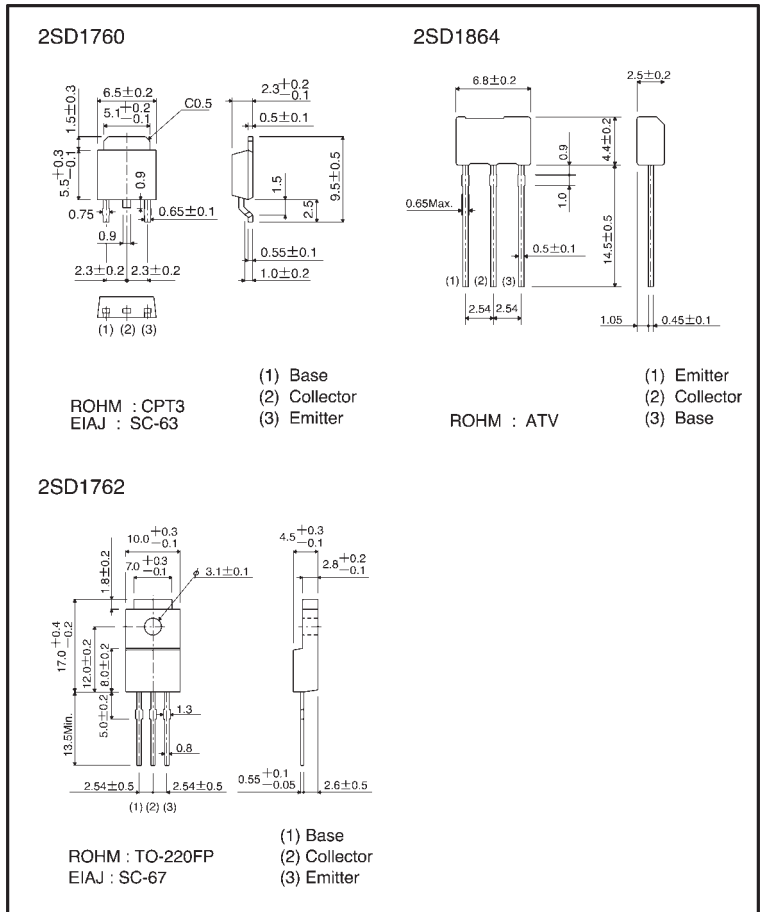 2SD1760
6.5±0.2
5.1+0.2−0.1
C0.5
1.5±0.3
5.5+0.3−0.1
0.9
0.75
0.65±0.1
0.9
2.3±0.2
2.3±0.2
(1) (2) (3)
2.3+0.2−0.1
0.5±0.1
1.5
2.5
9.5±0.5
0.55±0.1
1.0±0.2
ROHM : CPT3
EIAJ : SC-63
(1) Base
(2) Collector
(3) Emitter
2SD1864
6.8±0.2
2.5±0.2
4.4±0.2
0.9
1.0
0.65Max.
14.5±0.5
0.5±0.1
(1) (2) (3)
2.54 2.54
1.05
0.45±0.1
ROHM : ATV
(1) Emitter
(2) Collector
(3) Base
2SD1762
10.0+0.3−0.1
7.0+0.3−0.1
1.8±0.2
ϕ 3.1±0.1
17.0+0.4−0.2
12.0±0.2
8.0±0.2
5.0±0.2
13.5Min.
1.3
0.8
2.54±0.5
2.54±0.5
(1) (2) (3)
4.5+0.3−0.1
2.8+0.2−0.1
0.55+0.1−0.05
2.6±0.5
ROHM : TO-220FP
EIAJ : SC-67
(1) Base
(2) Collector
(3) Emitter